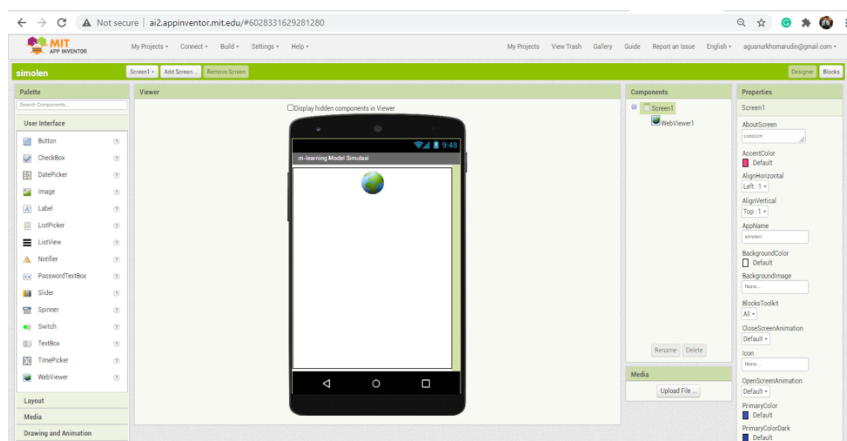 Not secure | ai2.appinventor.mit.edu/#6028331629281280
MIT
APP INVENTOR
My Projects Connect Build Settings Help
My Projects View Trash Gallery Guide Report an Issue English agusnurkhomarudin@gmail.com
simolen
Screen1 Add Screen... Remove Screen
Designer Blocks
Palette
Search Components...
User Interface
Button
CheckBox
DatePicker
Image
Label
ListPicker
ListView
Notifier
PasswordTextBox
Slider
Spinner
Switch
TextBox
TimePicker
WebViewer
Layout
Media
Drawing and Animation
Viewer
Display hidden components in Viewer
9:48
m-learning Model Simulasi
Components
Screen1
WebViewer1
Rename Delete
Media
Upload File ...
Properties
Screen1
AboutScreen
simolen
AccentColor
Default
AlignHorizontal
Left : 1
AlignVertical
Top : 1
AppName
simolen
BackgroundColor
Default
BackgroundImage
None...
BlocksToolkit
All
CloseScreenAnimation
Default
Icon
None...
OpenScreenAnimation
Default
PrimaryColor
Default
PrimaryColorDark
Default